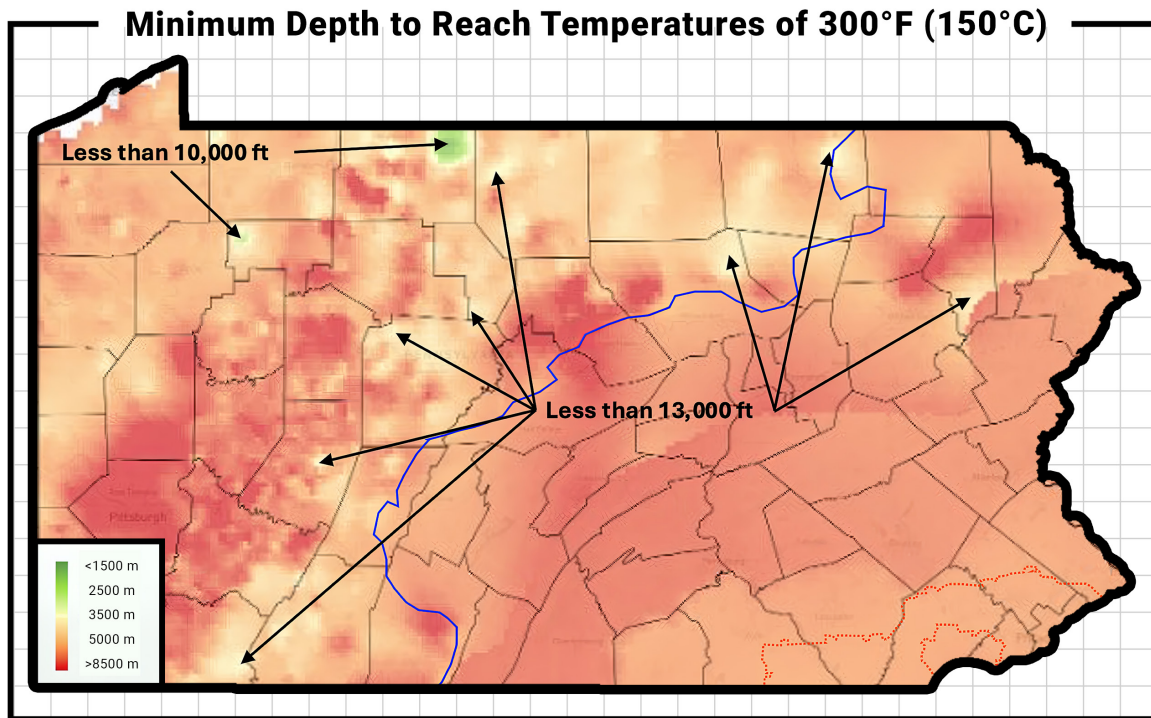 Minimum Depth to Reach Temperatures of 300°F (150°C)
Less than 10,000 ft
Less than 13,000 ft
Pittsburgh
<1500 m
2500 m
3500 m
5000 m
>8500 m